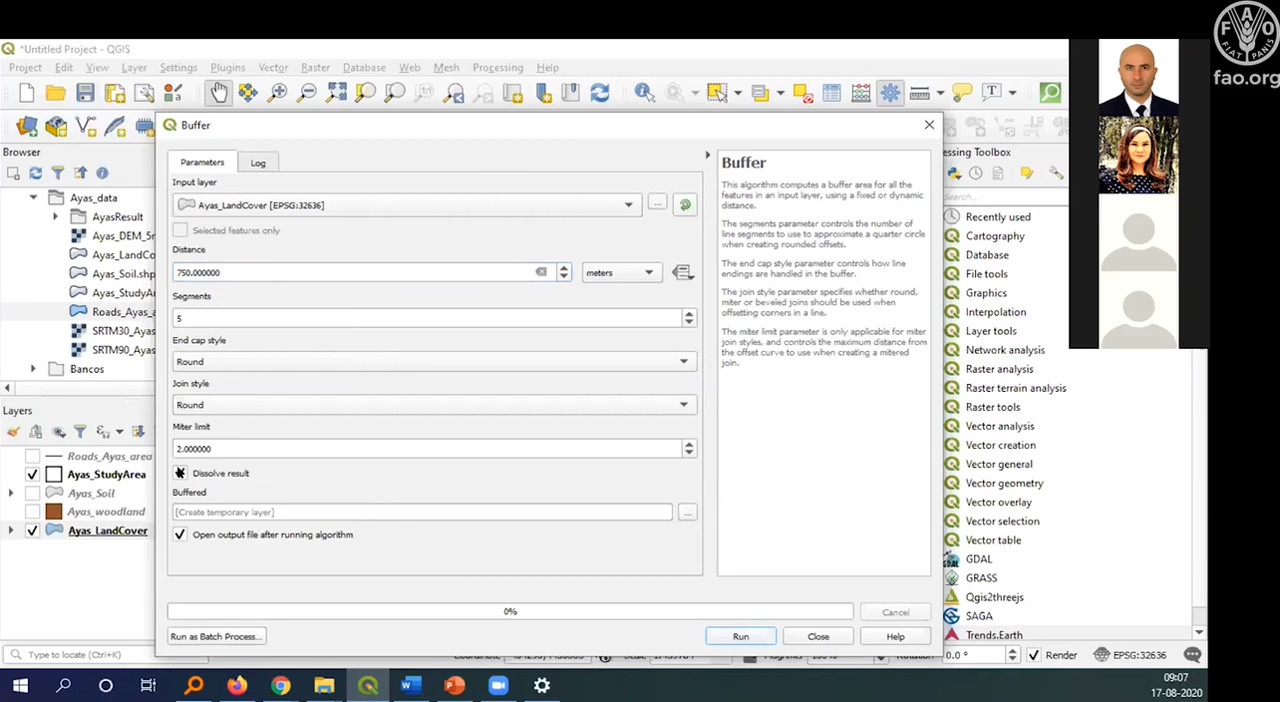 *Untitled Project - QGIS
Project Edit View Layer Settings Plugins Vector Raster Database Web Mesh Processing Help
FAO
FIAT PANIS
fao.org
Browser
Ayas_data
AyasResult
Ayas_DEM_5r
Ayas_LandCo
Ayas_Soil.shp
Ayas_StudyAr
Roads_Ayas_a
SRTM30_Ayas
SRTM90_Ayas
Bancos
Layers
Roads_Ayas_area
Ayas_StudyArea
Ayas_Soil
Ayas_woodland
Ayas_LandCover
Type to locate (Ctrl+K)
Buffer
Parameters Log
Input layer
Ayas_LandCover [EPSG:32636]
Selected features only
Distance
750.000000
meters
Segments
5
End cap style
Round
Join style
Round
Miter limit
2.000000
Dissolve result
Buffered
[Create temporary layer]
Open output file after running algorithm
0%
Cancel
Run as Batch Process...
Run
Close
Help
Buffer
This algorithm computes a buffer area for all the
features in an input layer, using a fixed or dynamic
distance.
The segments parameter controls the number of
line segments to use to approximate a quarter circle
when creating rounded offsets.
The end cap style parameter controls how line
endings are handled in the buffer.
The join style parameter specifies whether round,
miter or beveled joins should be used when
offsetting corners in a line.
The miter limit parameter is only applicable for miter
join styles, and controls the maximum distance from
the offset curve to use when creating a mitered
join.
essing Toolbox
Search...
Recently used
Cartography
Database
File tools
Graphics
Interpolation
Layer tools
Network analysis
Raster analysis
Raster terrain analysis
Raster tools
Vector analysis
Vector creation
Vector general
Vector geometry
Vector overlay
Vector selection
Vector table
GDAL
GRASS
Qgis2threejs
SAGA
Trends.Earth
0.0 °
Render
EPSG:32636
09:07
17-08-2020